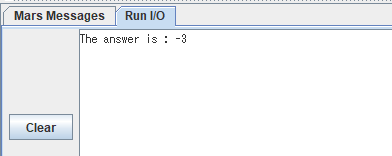 Mars Messages Run I/O
The answer is : -3
Clear